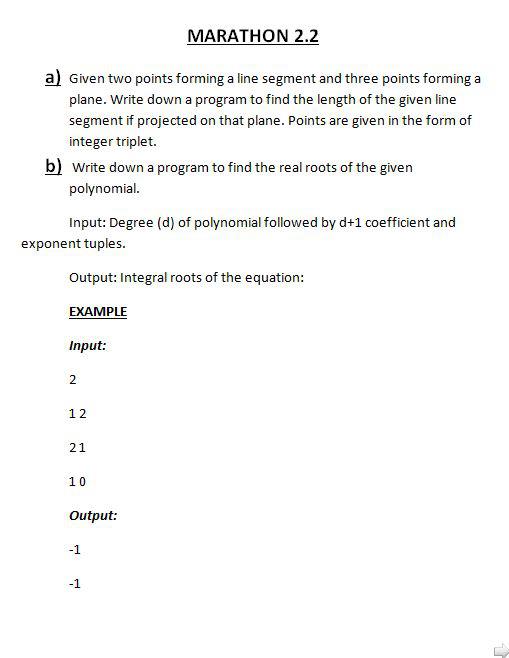 MARATHON 2.2
a) Given two points forming a line segment and three points forming a
plane. Write down a program to find the length of the given line
segment if projected on that plane. Points are given in the form of
integer triplet.
b) Write down a program to find the real roots of the given
polynomial.
Input: Degree (d) of polynomial followed by d+1 coefficient and
exponent tuples.
Output: Integral roots of the equation:
EXAMPLE
Input:
2
1 2
2 1
1 0
Output:
-1
-1